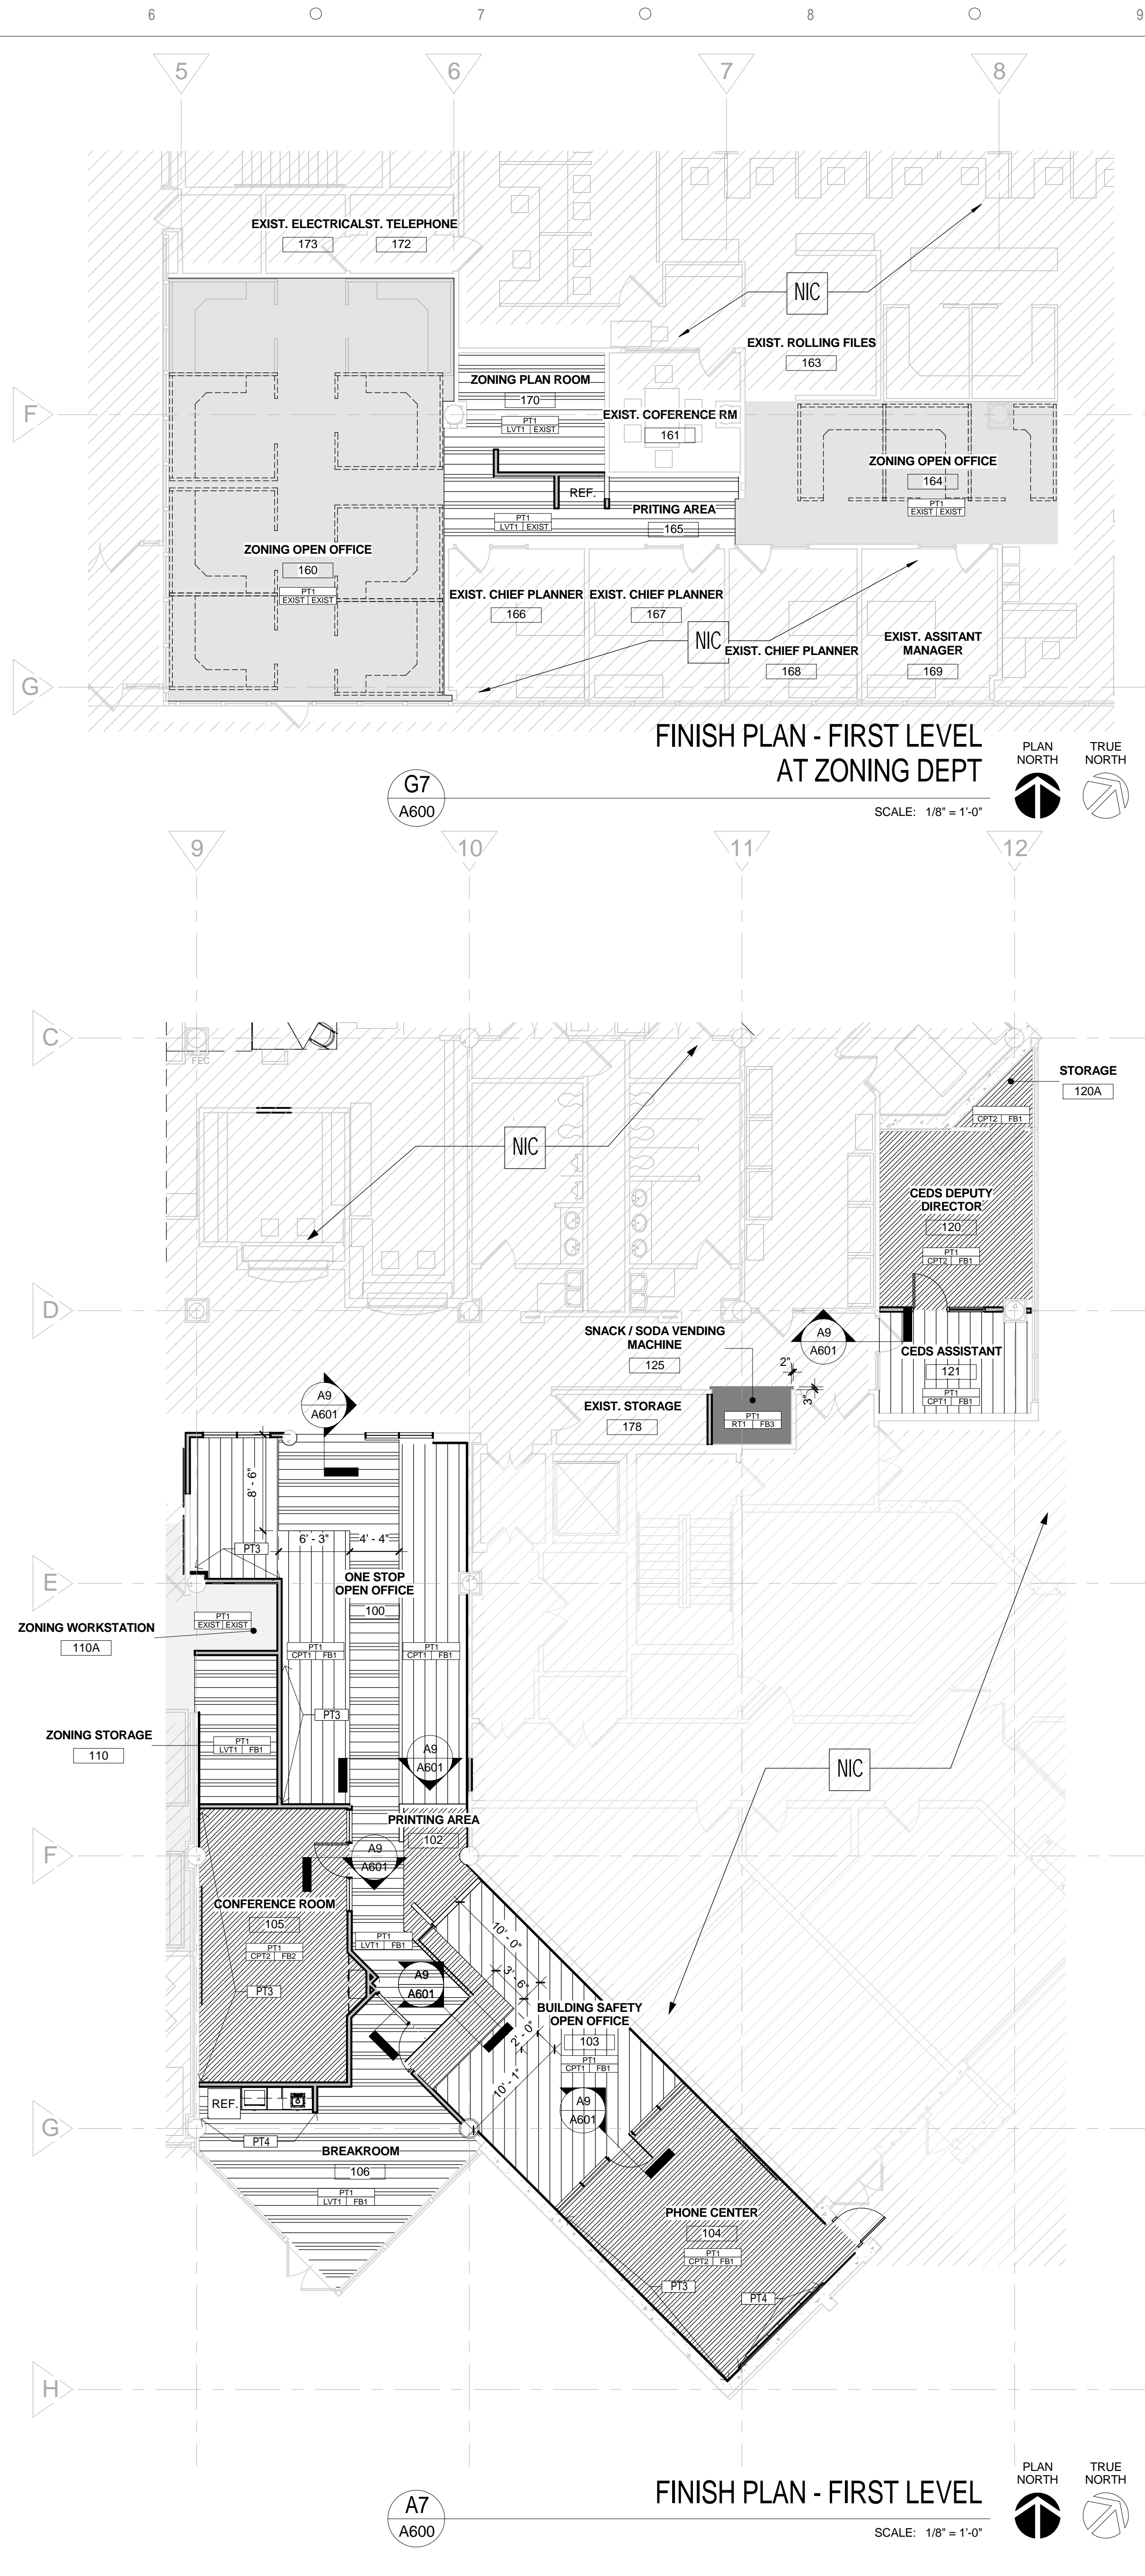 6 7 8 9
5 6 7 8
EXIST. ELECTRICALST. TELEPHONE
173 172
NIC
EXIST. ROLLING FILES
163
ZONING PLAN ROOM
170
PT1
LVT1 EXIST
F
EXIST. COFERENCE RM
161
ZONING OPEN OFFICE
164
PT1
EXIST EXIST
REF.
PRITING AREA
165
PT1
LVT1 EXIST
ZONING OPEN OFFICE
160
PT1
EXIST EXIST
EXIST. CHIEF PLANNER EXIST. CHIEF PLANNER
166 167
NIC
EXIST. CHIEF PLANNER
168
EXIST. ASSITANT
MANAGER
169
G
FINISH PLAN - FIRST LEVEL
AT ZONING DEPT
G7
A600
SCALE: 1/8" = 1'-0"
PLAN
NORTH
TRUE
NORTH
9 10 11 12
C
FEC
STORAGE
120A
CPT2 FB1
NIC
CEDS DEPUTY
DIRECTOR
120
PT1
CPT2 FB1
D
SNACK / SODA VENDING
MACHINE
125
A9
A601
2"
3"
CEDS ASSISTANT
121
PT1
CPT1 FB1
A9
A601
EXIST. STORAGE
178
PT1
RT1 FB3
8' - 6"
6' - 3" 4' - 4"
PT3
E
ONE STOP
OPEN OFFICE
100
PT1
EXIST EXIST
ZONING WORKSTATION
110A
PT1
CPT1 FB1
PT1
CPT1 FB1
PT3
ZONING STORAGE
110
PT1
LVT1 FB1
A9
A601
NIC
PRINTING AREA
102
F
A9
A601
CONFERENCE ROOM
105
PT1
CPT2 FB2
PT3
PT1
LVT1 FB1
10' - 0"
3' - 6"
2' - 0"
10' - 1"
A9
A601
BUILDING SAFETY
OPEN OFFICE
103
PT1
CPT1 FB1
A9
A601
REF.
G
PT4
BREAKROOM
106
PT1
LVT1 FB1
PHONE CENTER
104
PT1
CPT2 FB1
PT3
PT4
H
FINISH PLAN - FIRST LEVEL
A7
A600
SCALE: 1/8" = 1'-0"
PLAN
NORTH
TRUE
NORTH